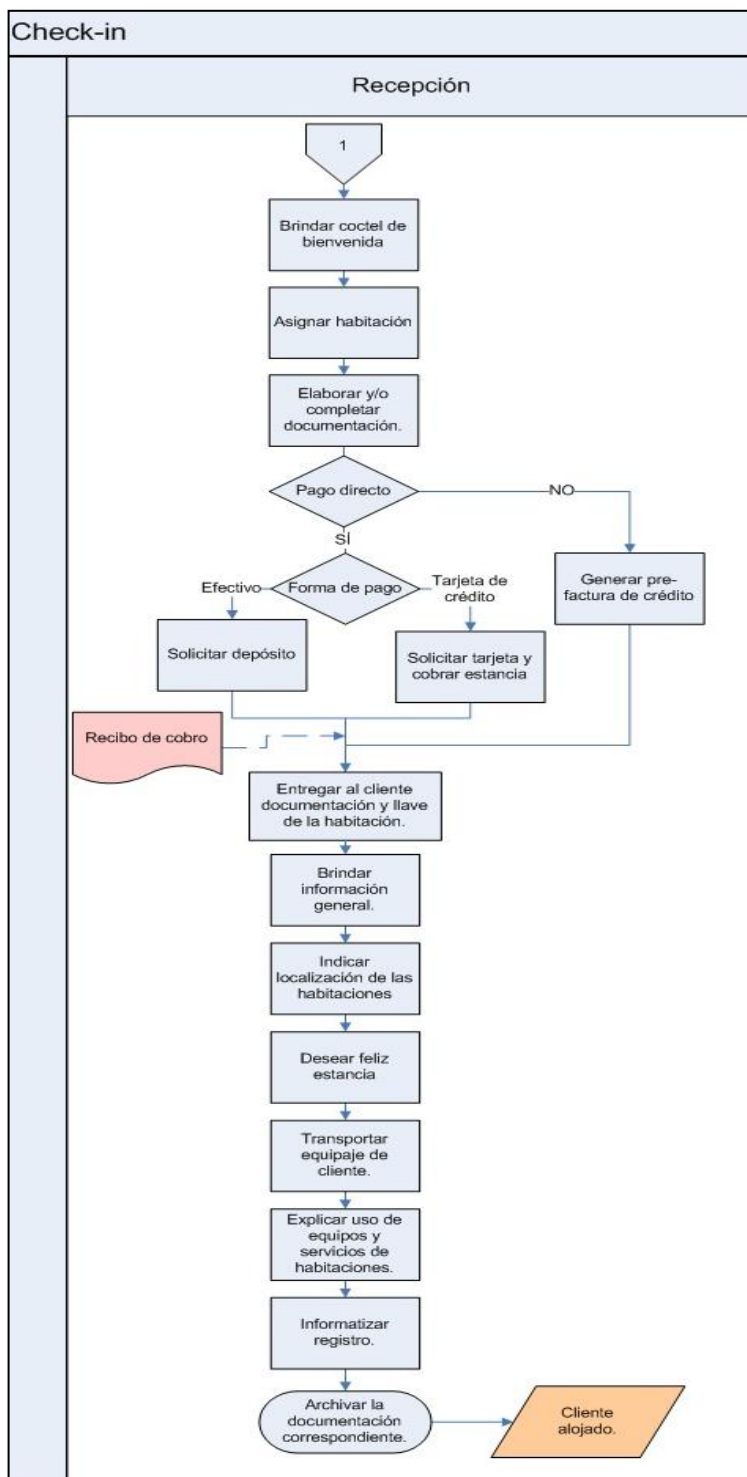 Check-in
Recepción
1
Brindar coctel de
bienvenida
Asignar habitación
Elaborar y/o
completar
documentación.
Pago directo
NO
SÍ
Efectivo
Forma de pago
Tarjeta de
crédito
Generar pre-
factura de crédito
Solicitar depósito
Solicitar tarjeta y
cobrar estancia
Recibo de cobro
Entregar al cliente
documentación y llave
de la habitación.
Brindar
información
general.
Indicar
localización de las
habitaciones
Desear feliz
estancia
Transportar
equipaje de
cliente.
Explicar uso de
equipos y
servicios de
habitaciones.
Informatizar
registro.
Archivar la
documentación
correspondiente.
Cliente
alojado.